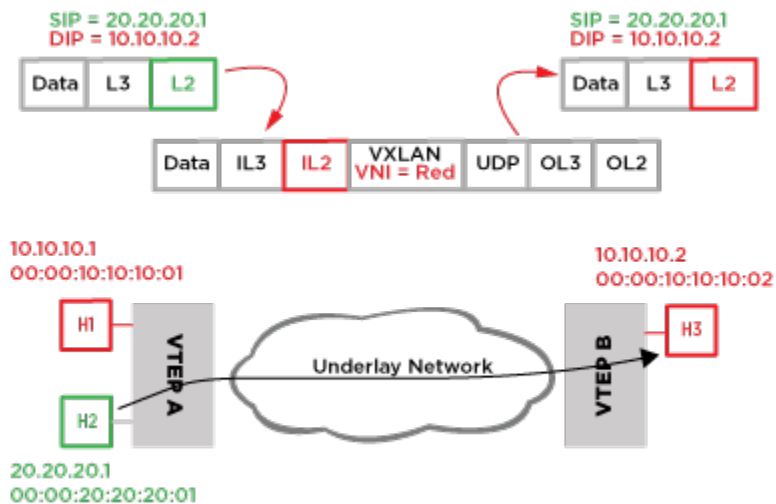 SIP = 20.20.20.1
DIP = 10.10.10.2
Data L3 L2
SIP = 20.20.20.1
DIP = 10.10.10.2
Data L3 L2
Data IL3 IL2 VXLAN UDP OL3 OL2
VNI = Red
10.10.10.1
00:00:10:10:10:01
10.10.10.2
00:00:10:10:10:02
H1
VTEP A
Underlay Network
VTEP B
H3
H2
20.20.20.1
00:00:20:20:20:01